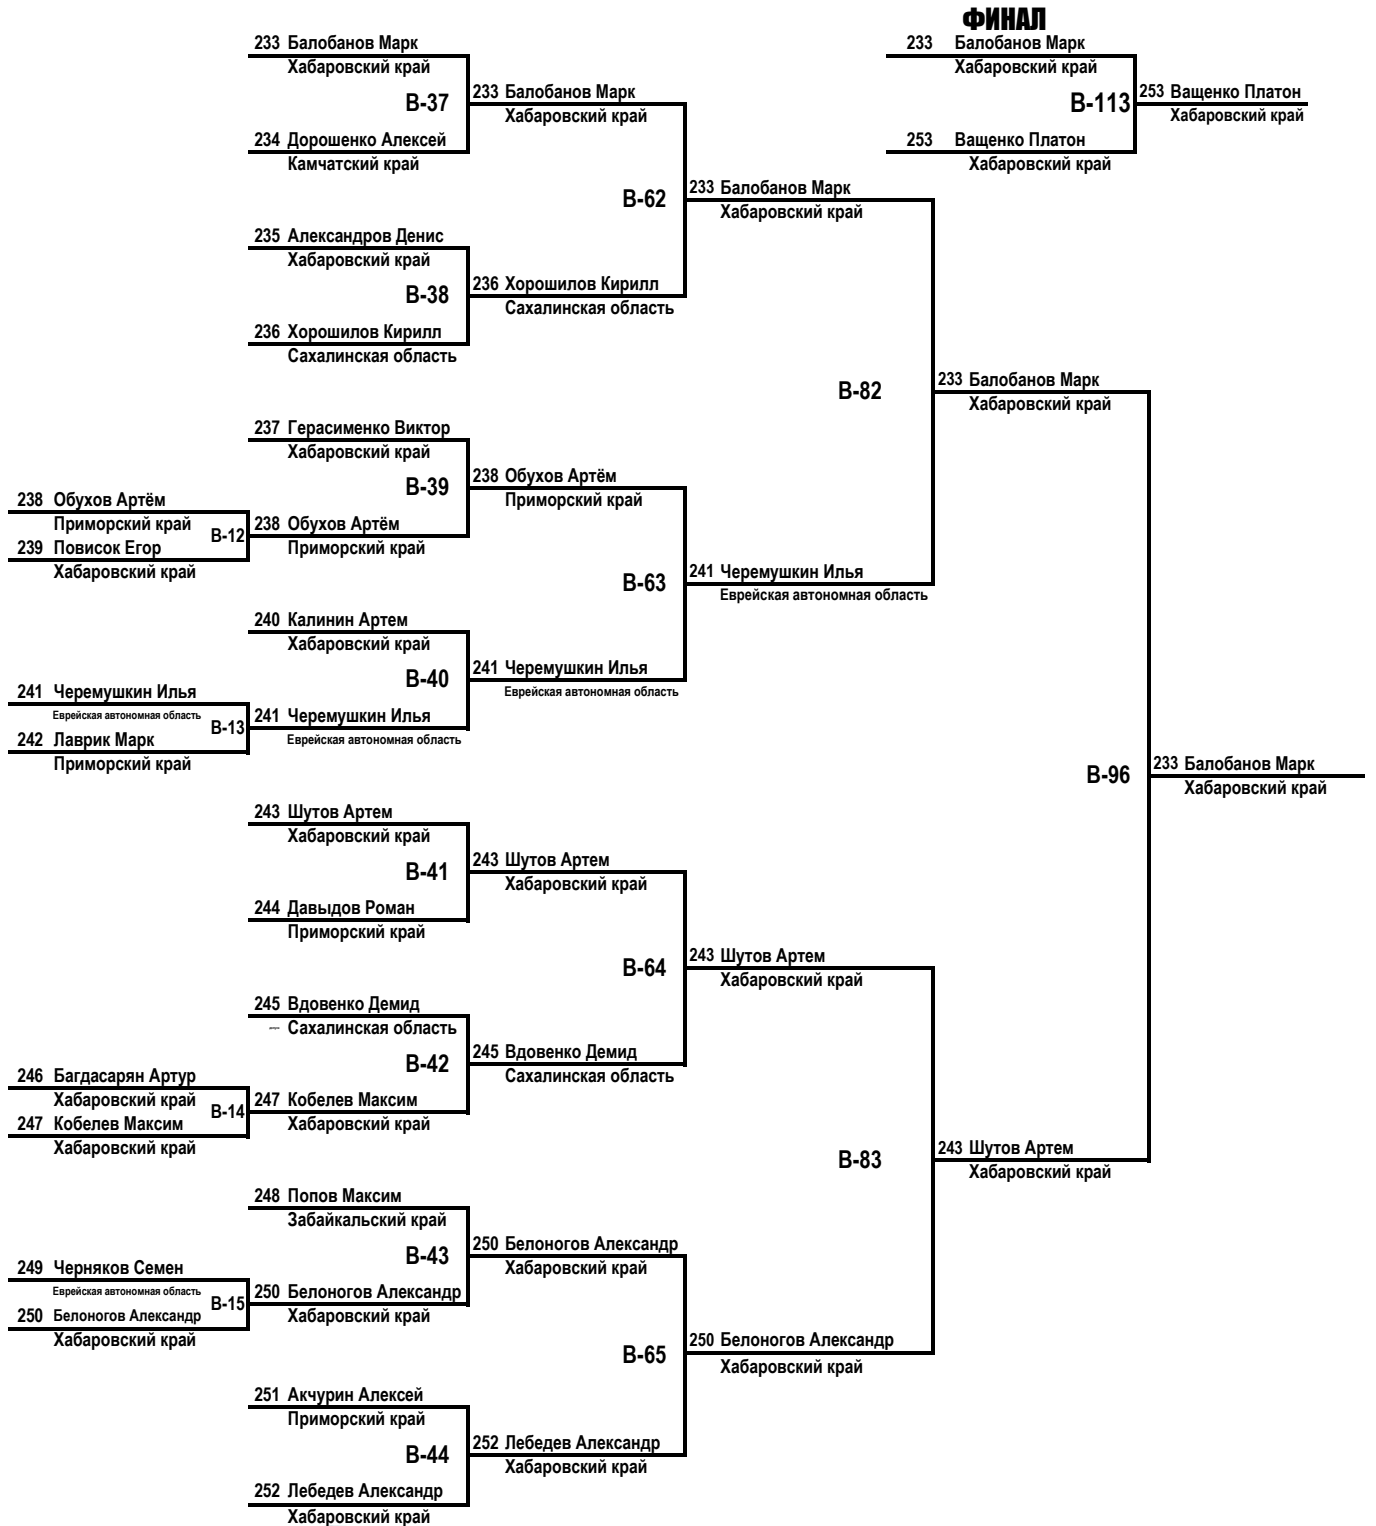 ФИНАЛ
233 Балобанов Марк
Хабаровский край
В-113
253 Ващенко Платон
Хабаровский край
253 Ващенко Платон
Хабаровский край
233 Балобанов Марк
Хабаровский край
В-37
234 Дорошенко Алексей
Камчатский край
233 Балобанов Марк
Хабаровский край
В-62
233 Балобанов Марк
Хабаровский край
235 Александров Денис
Хабаровский край
В-38
236 Хорошилов Кирилл
Сахалинская область
236 Хорошилов Кирилл
Сахалинская область
В-82
233 Балобанов Марк
Хабаровский край
237 Герасименко Виктор
Хабаровский край
В-39
238 Обухов Артём
Приморский край
238 Обухов Артём
Приморский край
В-12
239 Повисок Егор
Хабаровский край
238 Обухов Артём
Приморский край
В-63
241 Черемушкин Илья
Еврейская автономная область
240 Калинин Артем
Хабаровский край
В-40
241 Черемушкин Илья
Еврейская автономная область
241 Черемушкин Илья
Еврейская автономная область
В-13
242 Лаврик Марк
Приморский край
241 Черемушкин Илья
Еврейская автономная область
В-96
233 Балобанов Марк
Хабаровский край
243 Шутов Артем
Хабаровский край
В-41
243 Шутов Артем
Хабаровский край
244 Давыдов Роман
Приморский край
В-64
243 Шутов Артем
Хабаровский край
245 Вдовенко Демид
Сахалинская область
В-42
245 Вдовенко Демид
Сахалинская область
246 Багдасарян Артур
Хабаровский край
В-14
247 Кобелев Максим
Хабаровский край
247 Кобелев Максим
Хабаровский край
В-83
243 Шутов Артем
Хабаровский край
248 Попов Максим
Забайкальский край
В-43
250 Белоногов Александр
Хабаровский край
249 Черняков Семен
Еврейская автономная область
В-15
250 Белоногов Александр
Хабаровский край
250 Белоногов Александр
Хабаровский край
В-65
250 Белоногов Александр
Хабаровский край
251 Акчурин Алексей
Приморский край
В-44
252 Лебедев Александр
Хабаровский край
252 Лебедев Александр
Хабаровский край